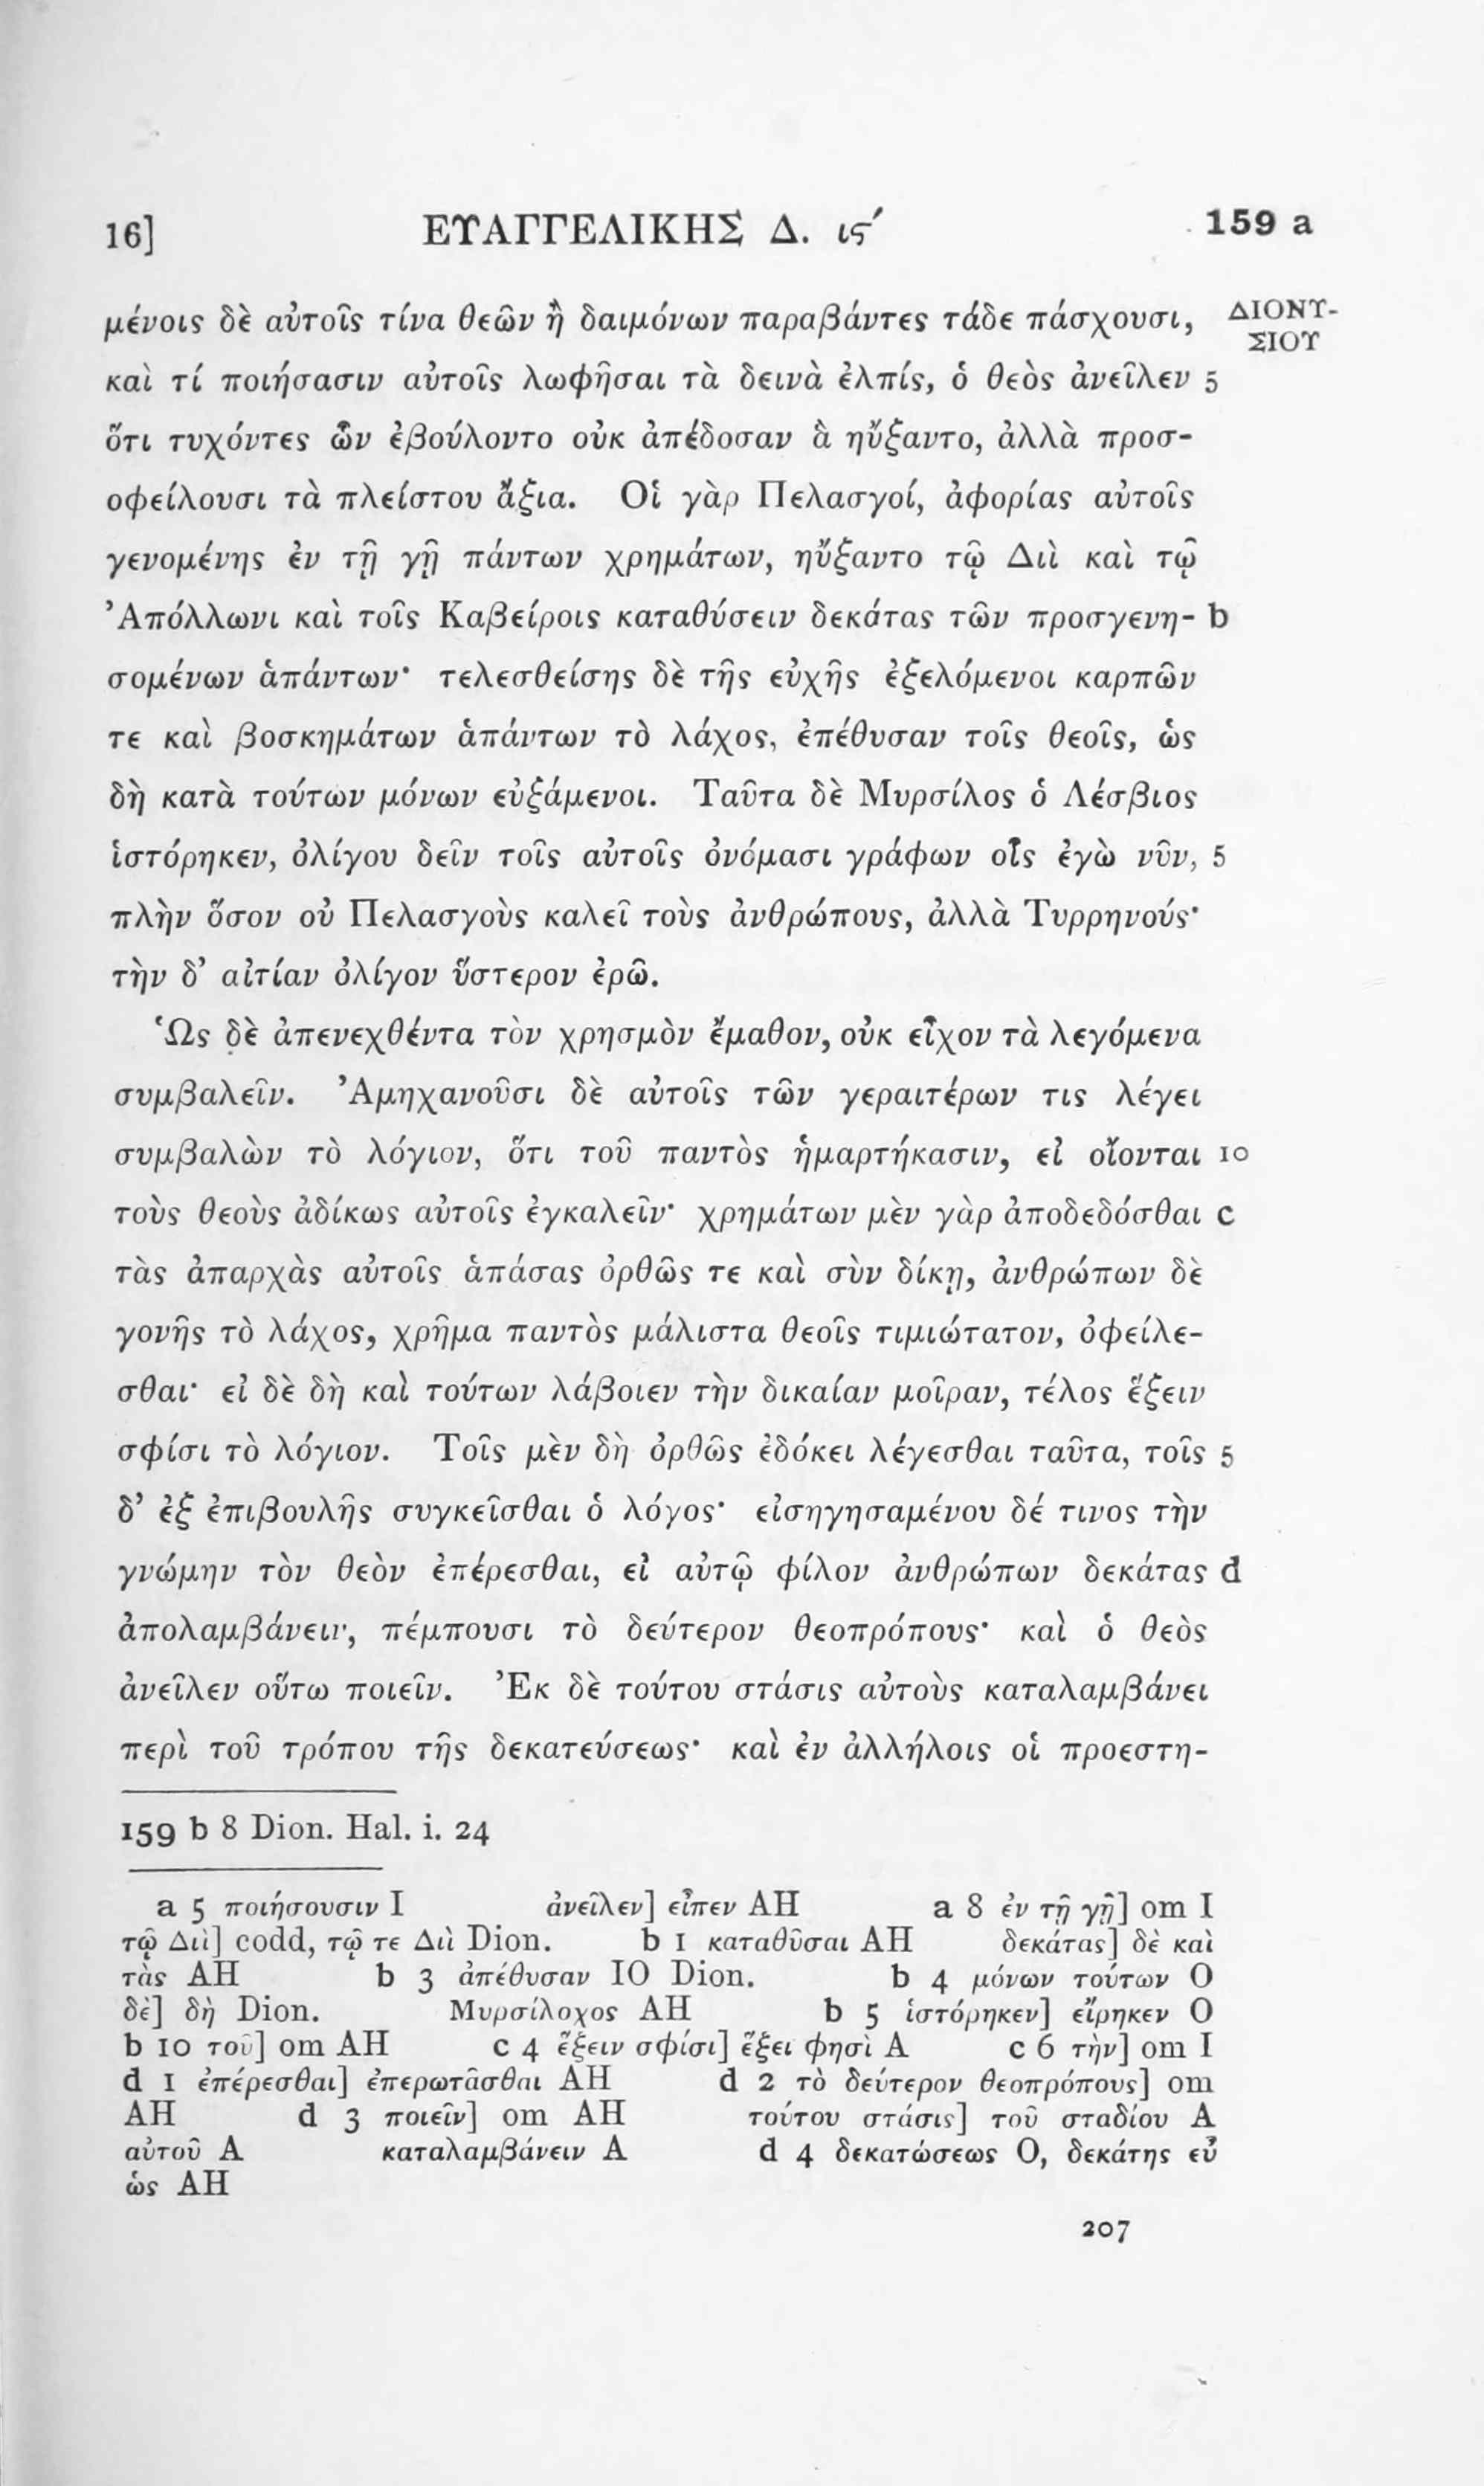 16] ΕΥΑΓΓΕΛΙΚΗΣ Δ. ις´ 159 a
μένοις δὲ αὐτοῖς τίνα θεῶν ἢ δαιμόνων παραβάντες τάδε πάσχουσι, ΔΙΟΝΥ-
ΣΙΟΥ
καὶ τί ποιήσασιν αὐτοῖς λωφῆσαι τὰ δεινὰ ἐλπίς, ὁ θεὸς ἀνεῖλεν 5
ὅτι τυχόντες ὧν ἐβούλοντο οὐκ ἀπέδοσαν ἃ ηὔξαντο, ἀλλὰ προσ-
οφείλουσι τὰ πλείστου ἄξια. Οἱ γὰρ Πελασγοί, ἀφορίας αὐτοῖς
γενομένης ἐν τῇ γῇ πάντων χρημάτων, ηὔξαντο τῷ Διὶ καὶ τῷ
Ἀπόλλωνι καὶ τοῖς Καβείροις καταθύσειν δεκάτας τῶν προσγενη- b
σομένων ἁπάντων· τελεσθείσης δὲ τῆς εὐχῆς ἐξελόμενοι καρπῶν
τε καὶ βοσκημάτων ἁπάντων τὸ λάχος, ἐπέθυσαν τοῖς θεοῖς, ὡς
δὴ κατὰ τούτων μόνων εὐξάμενοι. Ταῦτα δὲ Μυρσίλος ὁ Λέσβιος
ἱστόρηκεν, ὀλίγου δεῖν τοῖς αὐτοῖς ὀνόμασι γράφων οἷς ἐγὼ νῦν, 5
πλὴν ὅσον οὐ Πελασγοὺς καλεῖ τοὺς ἀνθρώπους, ἀλλὰ Τυρρηνούς·
τὴν δ’ αἰτίαν ὀλίγον ὕστερον ἐρῶ.
Ὡς δὲ ἀπενεχθέντα τὸν χρησμὸν ἔμαθον, οὐκ εἶχον τὰ λεγόμενα
συμβαλεῖν. Ἀμηχανοῦσι δὲ αὐτοῖς τῶν γεραιτέρων τις λέγει
συμβαλὼν τὸ λόγιον, ὅτι τοῦ παντὸς ἡμαρτήκασιν, εἰ οἴονται 10
τοὺς θεοὺς ἀδίκως αὐτοῖς ἐγκαλεῖν· χρημάτων μὲν γὰρ ἀποδεδόσθαι c
τὰς ἀπαρχὰς αὐτοῖς ἁπάσας ὀρθῶς τε καὶ σὺν δίκῃ, ἀνθρώπων δὲ
γονῆς τὸ λάχος, χρῆμα παντὸς μάλιστα θεοῖς τιμιώτατον, ὀφείλε-
σθαι· εἰ δὲ δὴ καὶ τούτων λάβοιεν τὴν δικαίαν μοῖραν, τέλος ἕξειν
σφίσι τὸ λόγιον. Τοῖς μὲν δὴ ὀρθῶς ἐδόκει λέγεσθαι ταῦτα, τοῖς 5
δ’ ἐξ ἐπιβουλῆς συγκεῖσθαι ὁ λόγος· εἰσηγησαμένου δέ τινος τὴν
γνώμην τὸν θεὸν ἐπέρεσθαι, εἰ αὐτῷ φίλον ἀνθρώπων δεκάτας d
ἀπολαμβάνειν, πέμπουσι τὸ δεύτερον θεοπρόπους· καὶ ὁ θεὸς
ἀνεῖλεν οὕτω ποιεῖν. Ἐκ δὲ τούτου στάσις αὐτοὺς καταλαμβάνει
περὶ τοῦ τρόπου τῆς δεκατεύσεως· καὶ ἐν ἀλλήλοις οἱ προεστη-
159 b 8 Dion. Hal. i. 24
a 5 ποιήσουσιν I ἀνεῖλεν] εἶπεν AH a 8 ἐν τῇ γῇ] om I
τῷ Διὶ] codd, τῷ τε Διὶ Dion. b 1 καταθῦσαι AH δεκάτας] δὲ καὶ
τὰς AH b 3 ἀπέθυσαν IO Dion. b 4 μόνων τούτων O
δὲ] δὴ Dion. Μυρσίλοχος AH b 5 ἱστόρηκεν] εἴρηκεν O
b 10 τοῦ] om AH c 4 ἕξειν σφίσι] ἕξει φησὶ A c 6 τὴν] om I
d 1 ἐπέρεσθαι] ἐπερωτᾶσθαι AH d 2 τὸ δεύτερον θεοπρόπους] om
AH d 3 ποιεῖν] om AH τούτου στάσις] τοῦ σταδίου A
αὐτοῦ A καταλαμβάνειν A d 4 δεκατώσεως O, δεκάτης εὖ
ὡς AH
207